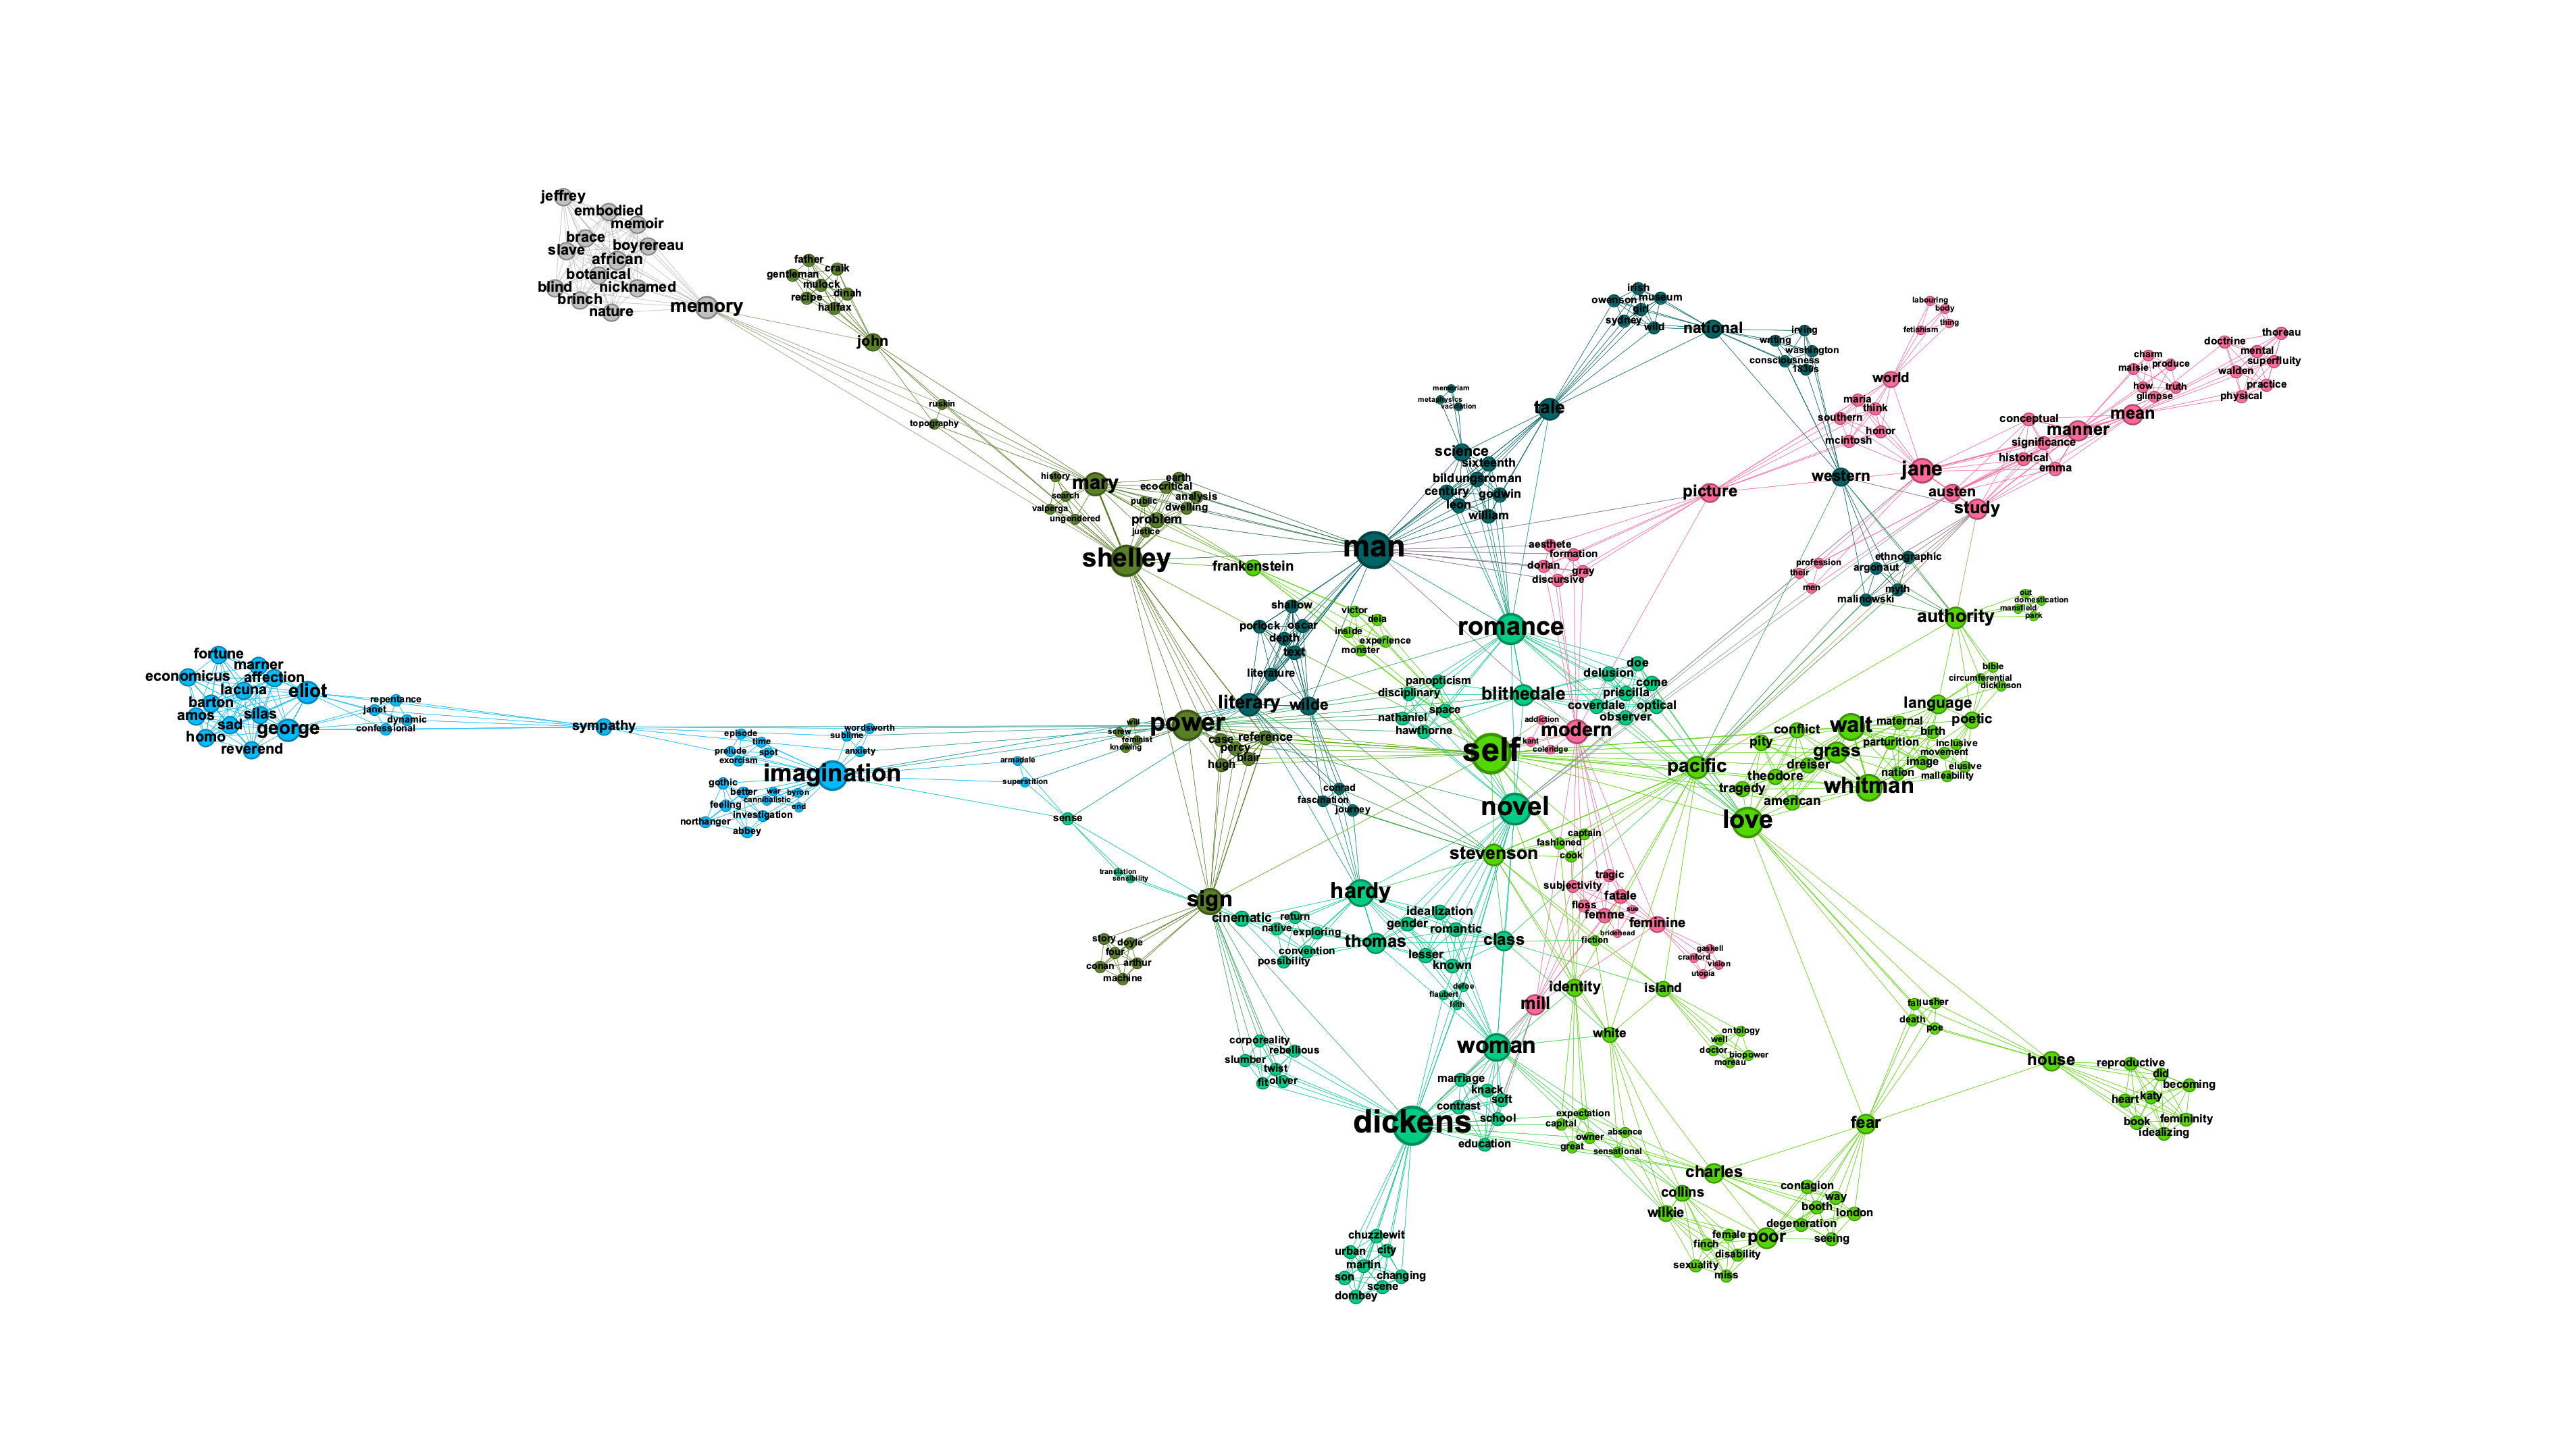 jeffrey
embodied
memoir
brace
slave
boyrereau
african
botanical
blind
nicknamed
brinch
nature
memory
father
craik
gentleman
mulock
dinah
recipe
halifax
john
ruskin
topography
irish
owenson
museum
girl
sydney
wild
national
irving
writing
washington
consciousness
1830s
labouring
body
fetishism
thing
world
maria
think
southern
honor
mcintosh
thoreau
doctrine
mental
superfluity
walden
practice
physical
charm
maisie
produce
how
truth
glimpse
mean
manner
conceptual
significance
historical
emma
jane
austen
study
western
picture
memoriam
metaphysics
vacillation
tale
science
sixteenth
bildungsroman
century
godwin
leon
william
history
mary
search
valperga
ungendered
earth
ecocritical
public
analysis
dwelling
problem
justice
shelley
man
frankenstein
aesthete
formation
dorian
gray
discursive
profession
their
men
ethnographic
argonaut
myth
malinowski
authority
out
domestication
mansfield
park
shallow
porlock
oscar
depth
text
literature
literary
wilde
victor
deia
inside
experience
monster
romance
panopticism
disciplinary
space
nathaniel
hawthorne
blithedale
doe
delusion
come
priscilla
coverdale
optical
observer
addiction
modern
kant
coleridge
bible
circumferential
dickinson
language
poetic
walt
maternal
birth
parturition
inclusive
movement
image
elusive
nation
malleability
conflict
pity
grass
dreiser
theodore
whitman
tragedy
american
pacific
love
fortune
marner
economicus
affection
lacuna
eliot
barton
amos
silas
sad
george
homo
reverend
repentance
janet
dynamic
confessional
sympathy
episode
time
prelude
spot
exorcism
wordsworth
sublime
anxiety
imagination
gothic
better
war
byron
cannibalistic
feeling
end
investigation
northanger
abbey
armadale
superstition
sense
will
screw
feminist
knowing
power
case
reference
percy
blair
hugh
self
novel
conrad
fascination
journey
stevenson
captain
fashioned
cook
translation
sensibility
sign
cinematic
return
native
exploring
convention
possibility
hardy
thomas
idealization
gender
romantic
lesser
known
class
tragic
subjectivity
fatale
floss
sue
femme
bridehead
feminine
fiction
gaskell
cranford
vision
utopia
story
doyle
four
conan
arthur
machine
defoe
flaubert
filth
mill
identity
island
white
ontology
well
doctor
biopower
moreau
woman
corporeality
rebellious
slumber
twist
fit
oliver
marriage
knack
soft
contrast
school
education
dickens
expectation
capital
owner
absence
great
sensational
fall
usher
death
poe
house
reproductive
did
becoming
heart
katy
book
femininity
idealizing
fear
charles
collins
wilkie
contagion
way
booth
london
degeneration
seeing
poor
female
finch
disability
sexuality
miss
chuzzlewit
urban
city
martin
son
changing
scene
dombey